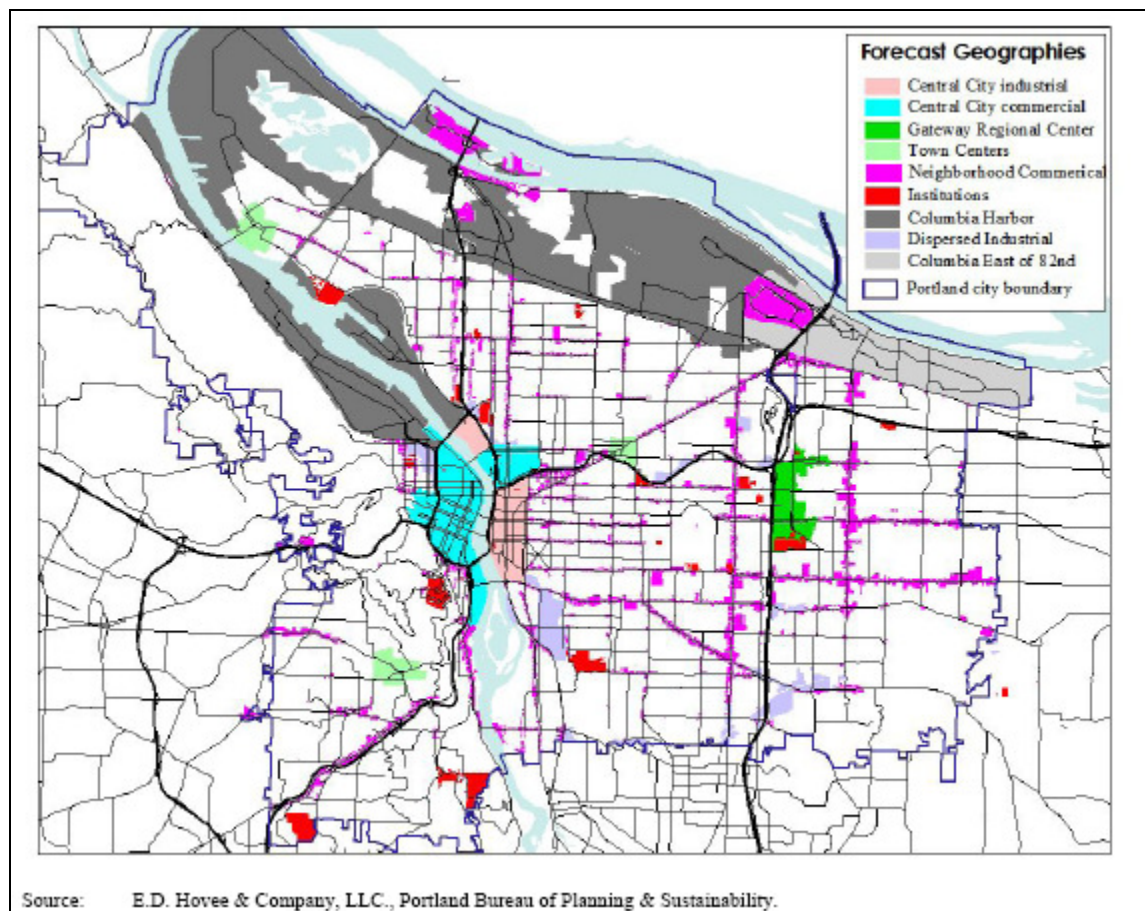 Forecast Geographies
Central City industrial
Central City commercial
Gateway Regional Center
Town Centers
Neighborhood Commerical
Institutions
Columbia Harbor
Dispersed Industrial
Columbia East of 82nd
Portland city boundary
Source: E.D. Hovee & Company, LLC., Portland Bureau of Planning & Sustainability.